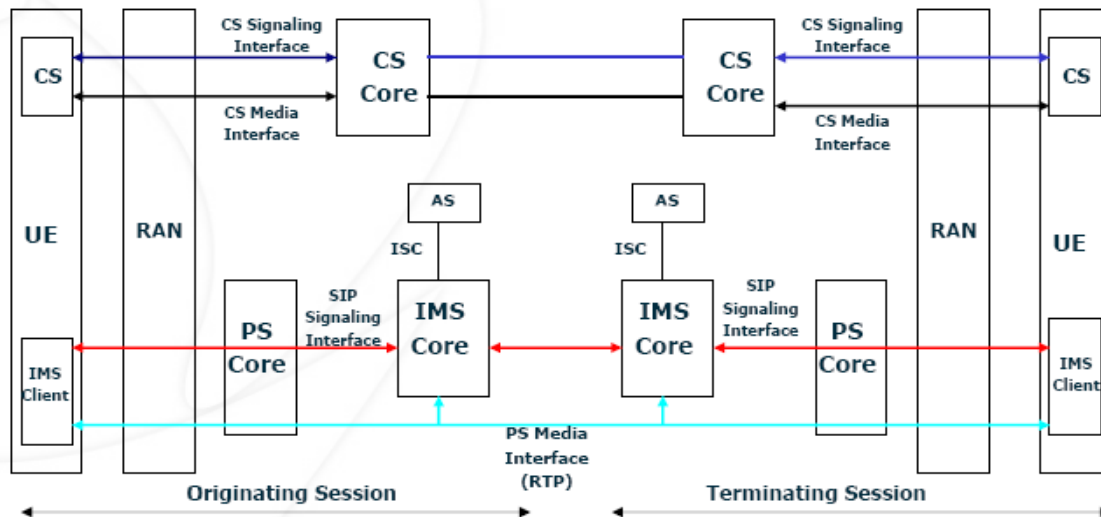 CS Signaling
Interface
CS Signaling
Interface
CS
CS
Core
CS
Core
CS
CS Media
Interface
CS Media
Interface
AS
AS
UE
RAN
ISC
ISC
RAN
UE
SIP
Signaling
Interface
PS
Core
IMS
Core
IMS
Core
SIP
Signaling
Interface
PS
Core
IMS
Client
IMS
Client
PS Media
Interface
(RTP)
Originating Session
Terminating Session